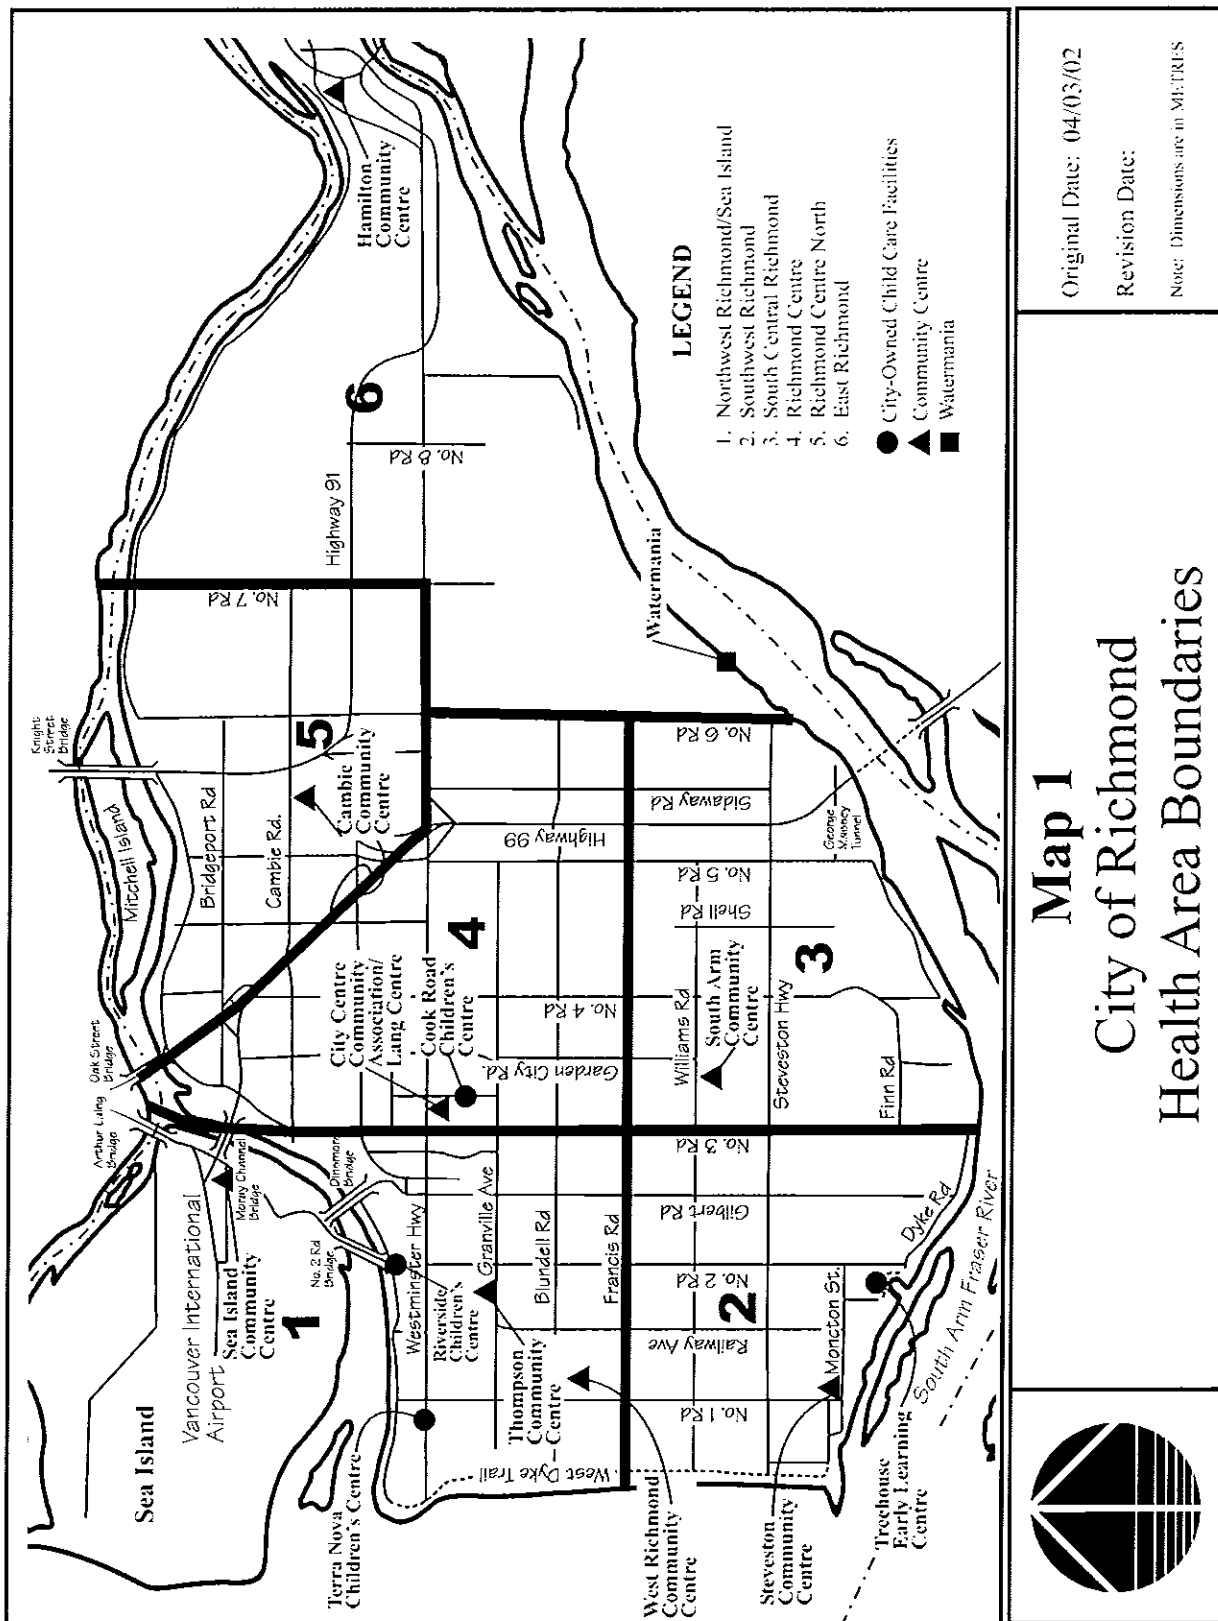 Knight
Street
Bridge
Mitchell Island
Oak Street
Bridge
Arthur Laing
Bridge
Moray Channel
Bridge
Dinsmore
Bridge
No. 2 Rd
Bridge
Sea Island
Vancouver International
Airport
Sea Island
Community
Centre
1
Bridgeport Rd
Cambie Rd.
5
Cambie
Community
Centre
No. 7 Rd
Highway 91
6
No. 8 Rd
Hamilton
Community
Centre
City Centre
Community
Association/
Lang Centre
Cook Road
Children's
Centre
4
Terra Nova
Children's Centre
Westminster Hwy
Riverside
Children's
Centre
Granville Ave
Thompson
Community
Centre
Blundell Rd
Francis Rd
West Dyke Trail
Garden City Rd.
No. 4 Rd
Highway 99
No. 3 Rd
Gilbert Rd
No. 2 Rd
Railway Ave
No. 1 Rd
2
Williams Rd
South Arm
Community
Centre
Shell Rd
No. 5 Rd
Sidaway Rd
No. 6 Rd
Steveston Hwy
3
George
Massey
Tunnel
Finn Rd
Dyke Rd
Moncton St.
West Richmond
Community
Centre
Steveston
Community
Centre
Treehouse
Early Learning
Centre
South Arm Fraser River
Watermania
LEGEND
1. Northwest Richmond/Sea Island
2. Southwest Richmond
3. South Central Richmond
4. Richmond Centre
5. Richmond Centre North
6. East Richmond
City-Owned Child Care Facilities
Community Centre
Watermania
Map 1
City of Richmond
Health Area Boundaries
Original Date: 04/03/02
Revision Date:
Note: Dimensions are in METRES